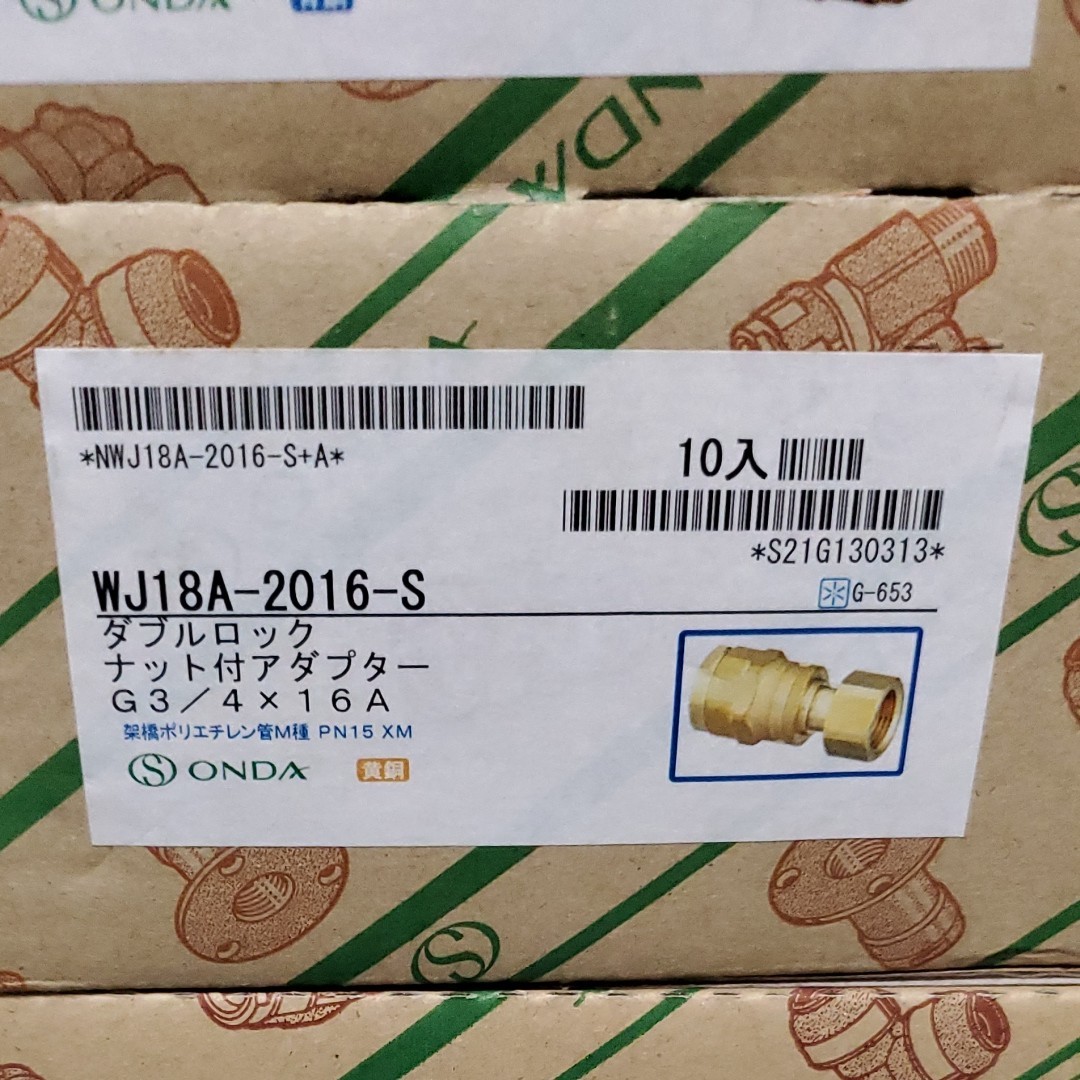 ONDA
ONDA
*NWJ18A-2016-S+A*
10入
*S21G130313*
WJ18A-2016-S
G-653
ダブルロック
ナット付アダプター
G3/4×16A
架橋ポリエチレン管M種 PN15 XM
S ONDA
黄銅